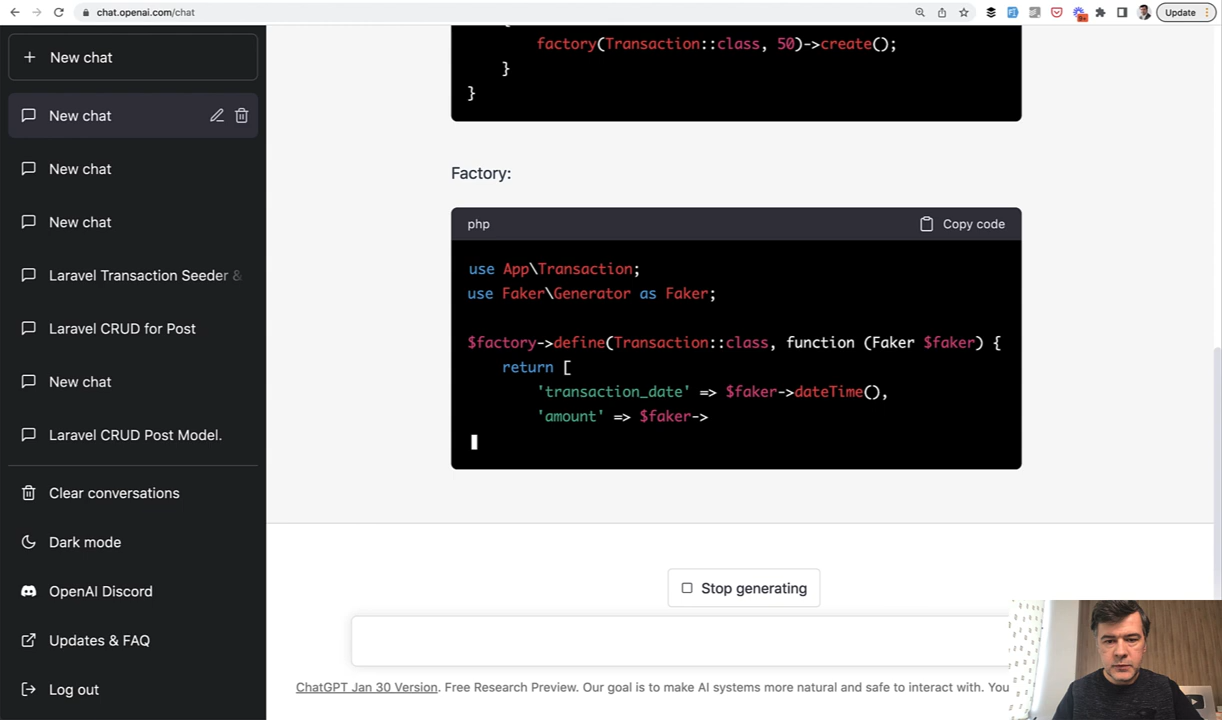 chat.openai.com/chat
9+
Update
New chat
New chat
New chat
New chat
Laravel Transaction Seeder &
Laravel CRUD for Post
New chat
Laravel CRUD Post Model.
Clear conversations
Dark mode
OpenAI Discord
Updates & FAQ
Log out
{
factory(Transaction::class, 50)->create();
}
}
Factory:
php
Copy code
use App\Transaction;
use Faker\Generator as Faker;
$factory->define(Transaction::class, function (Faker $faker) {
return [
'transaction_date' => $faker->dateTime(),
'amount' => $faker->
Stop generating
ChatGPT Jan 30 Version. Free Research Preview. Our goal is to make AI systems more natural and safe to interact with. You